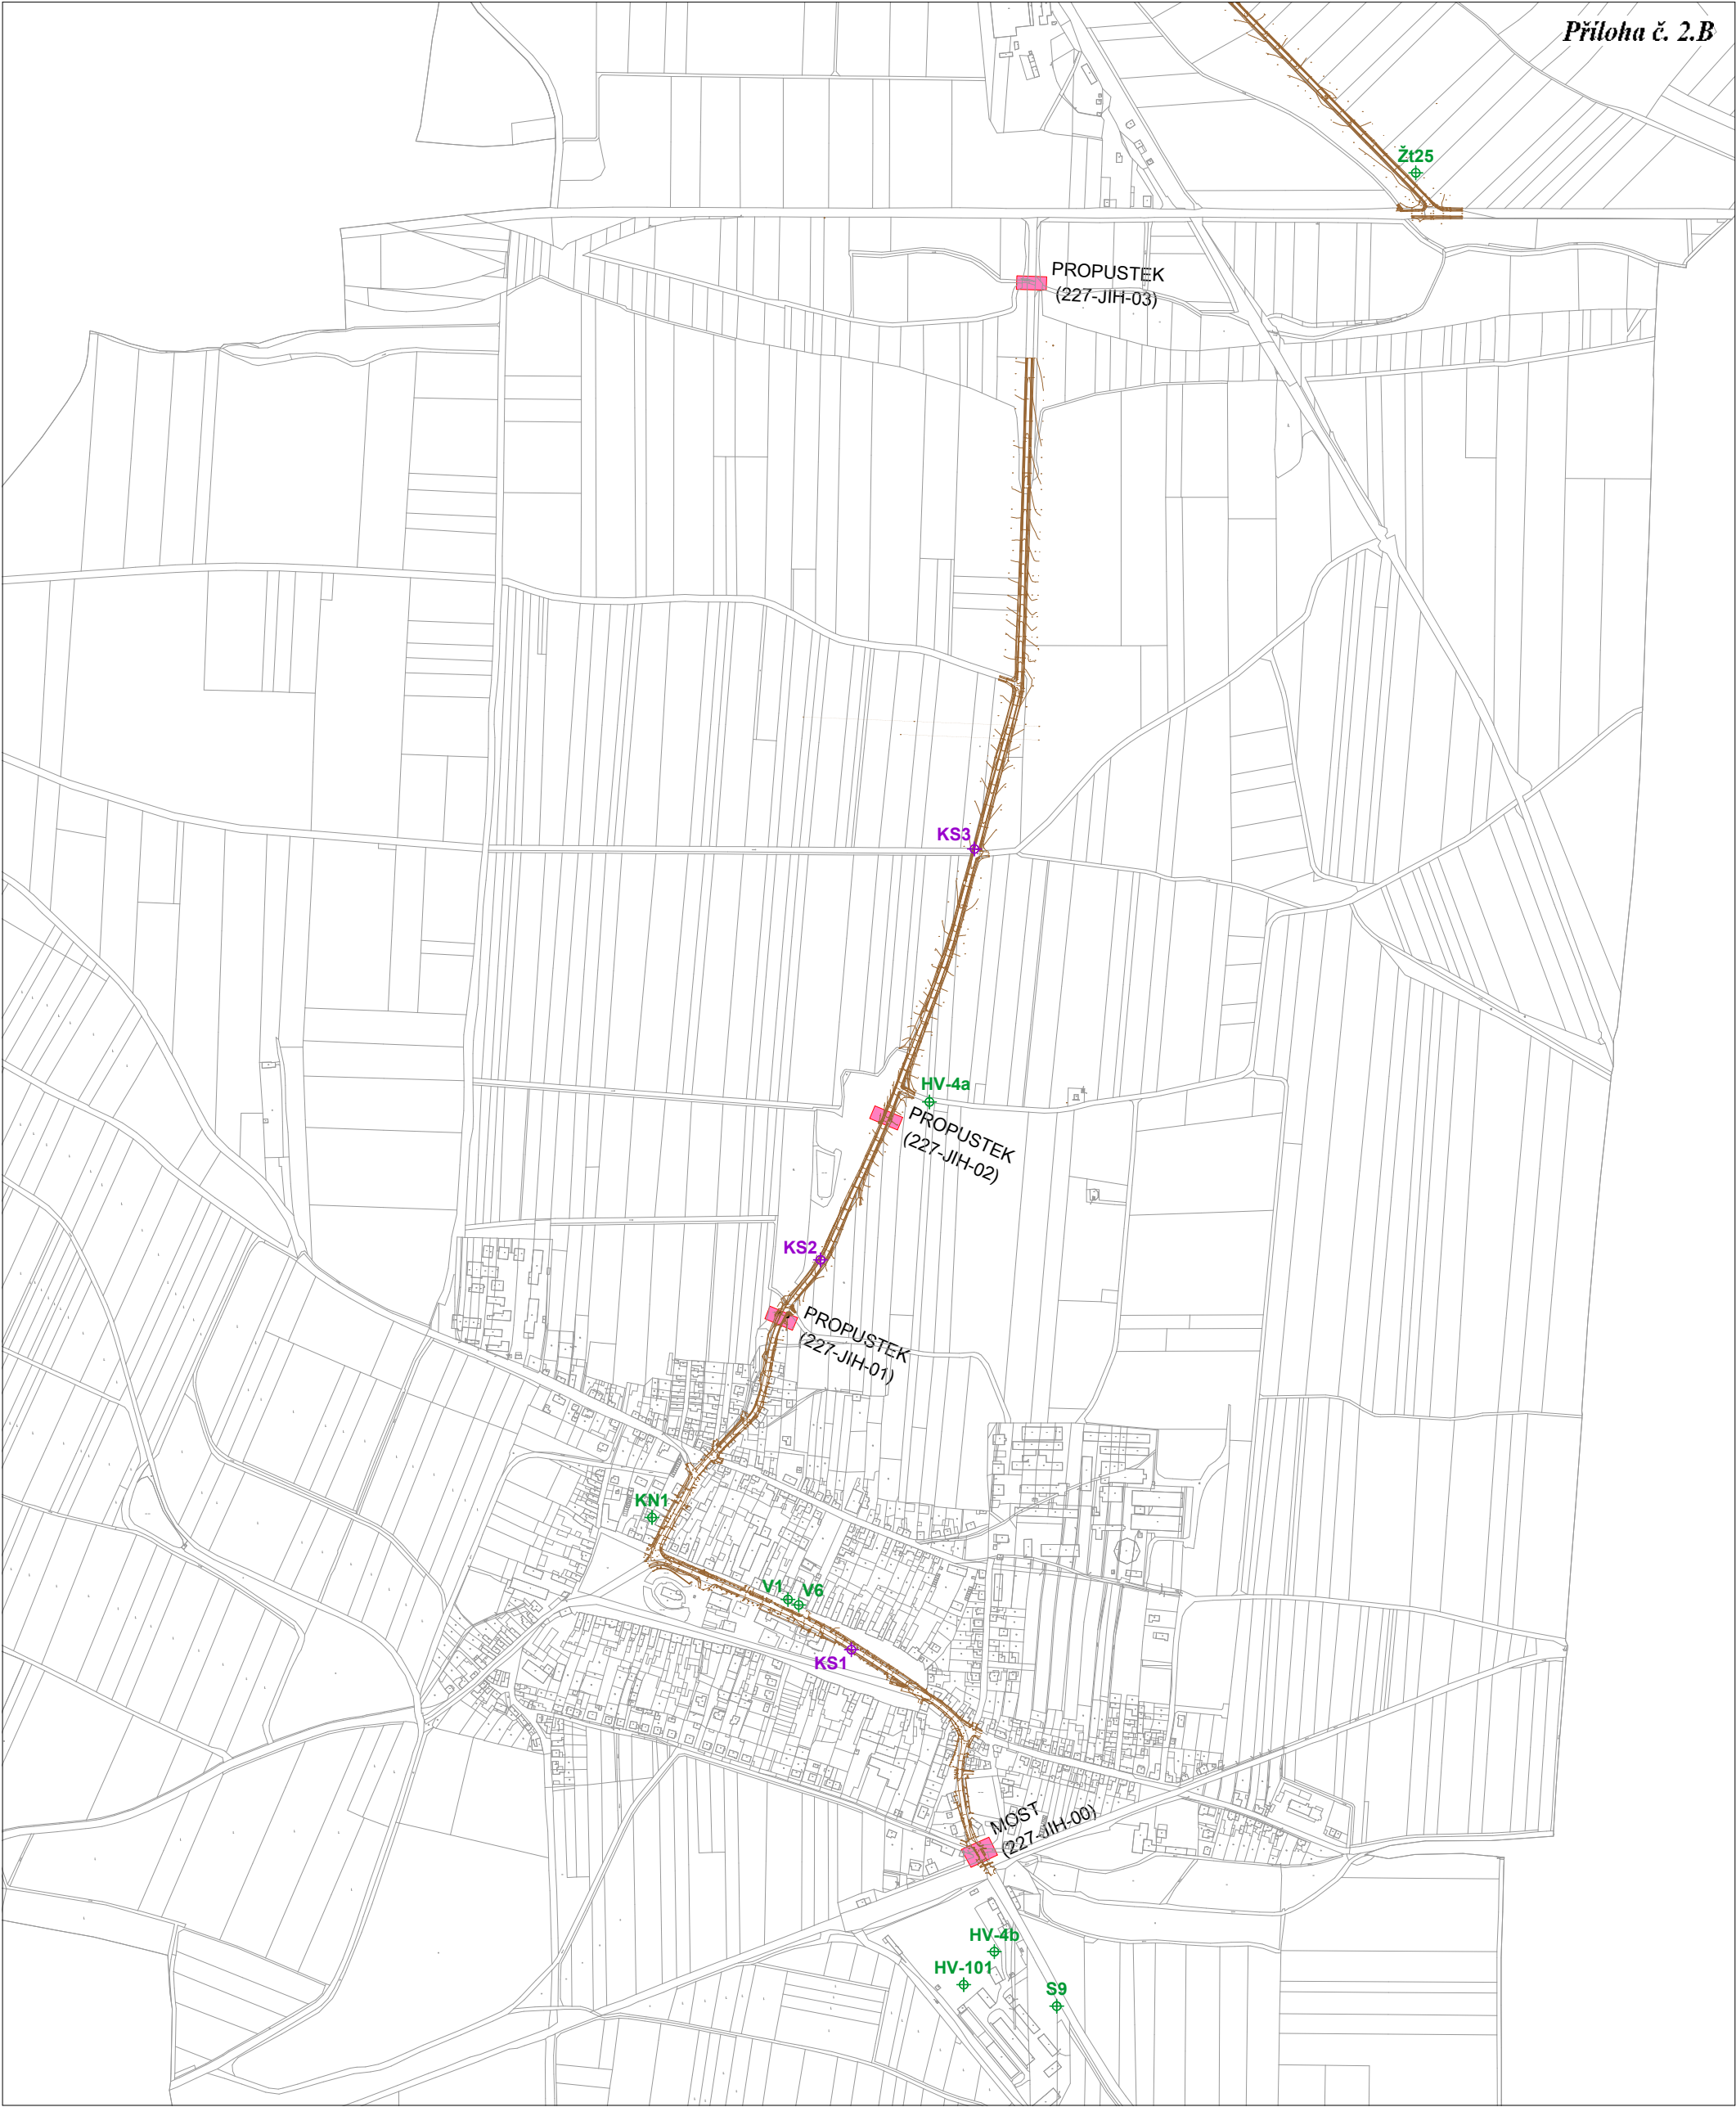 Příloha č. 2.B
Žt25
PROPUSTEK
(227-JIH-03)
KS3
HV-4a
PROPUSTEK
(227-JIH-02)
KS2
PROPUSTEK
(227-JIH-01)
KN1
V1
V6
KS1
MOST
(227-JIH-00)
HV-4b
HV-101
S9